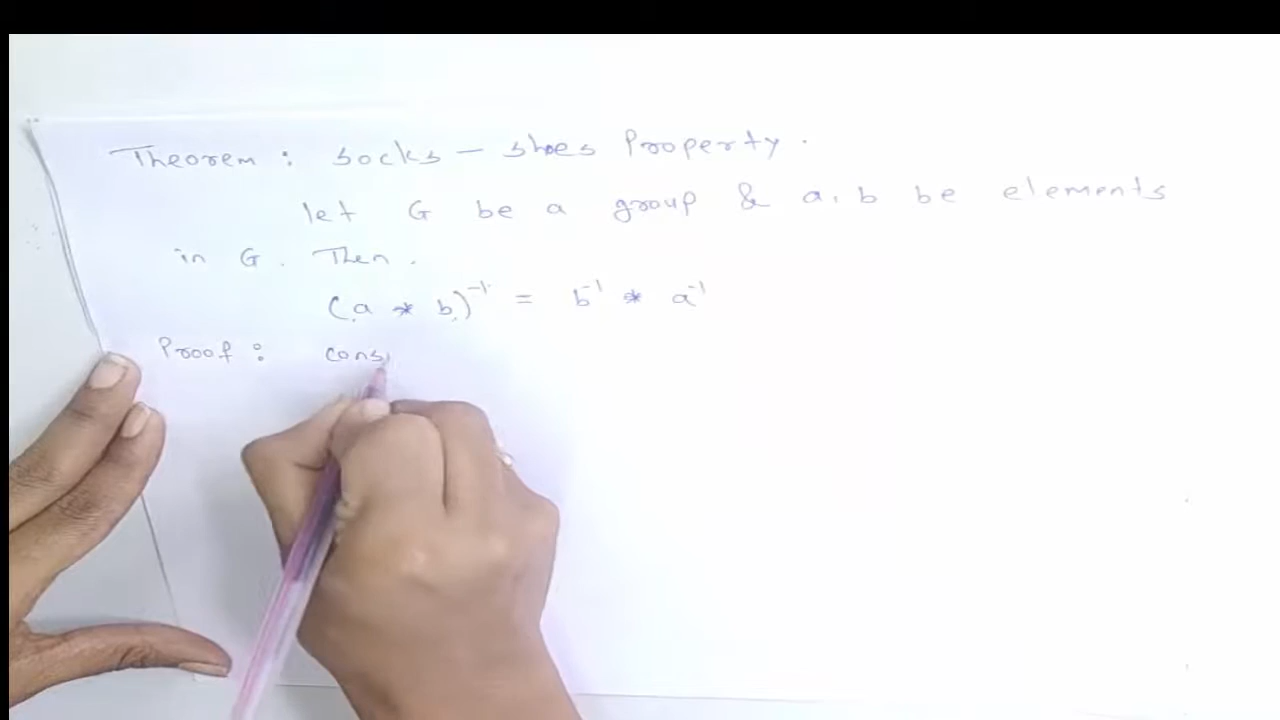 Theorem : Socks - Shoes Property .
let G be a group & a, b be elements
in G . Then .
(a * b)⁻¹ = b⁻¹ * a⁻¹
Proof : cons